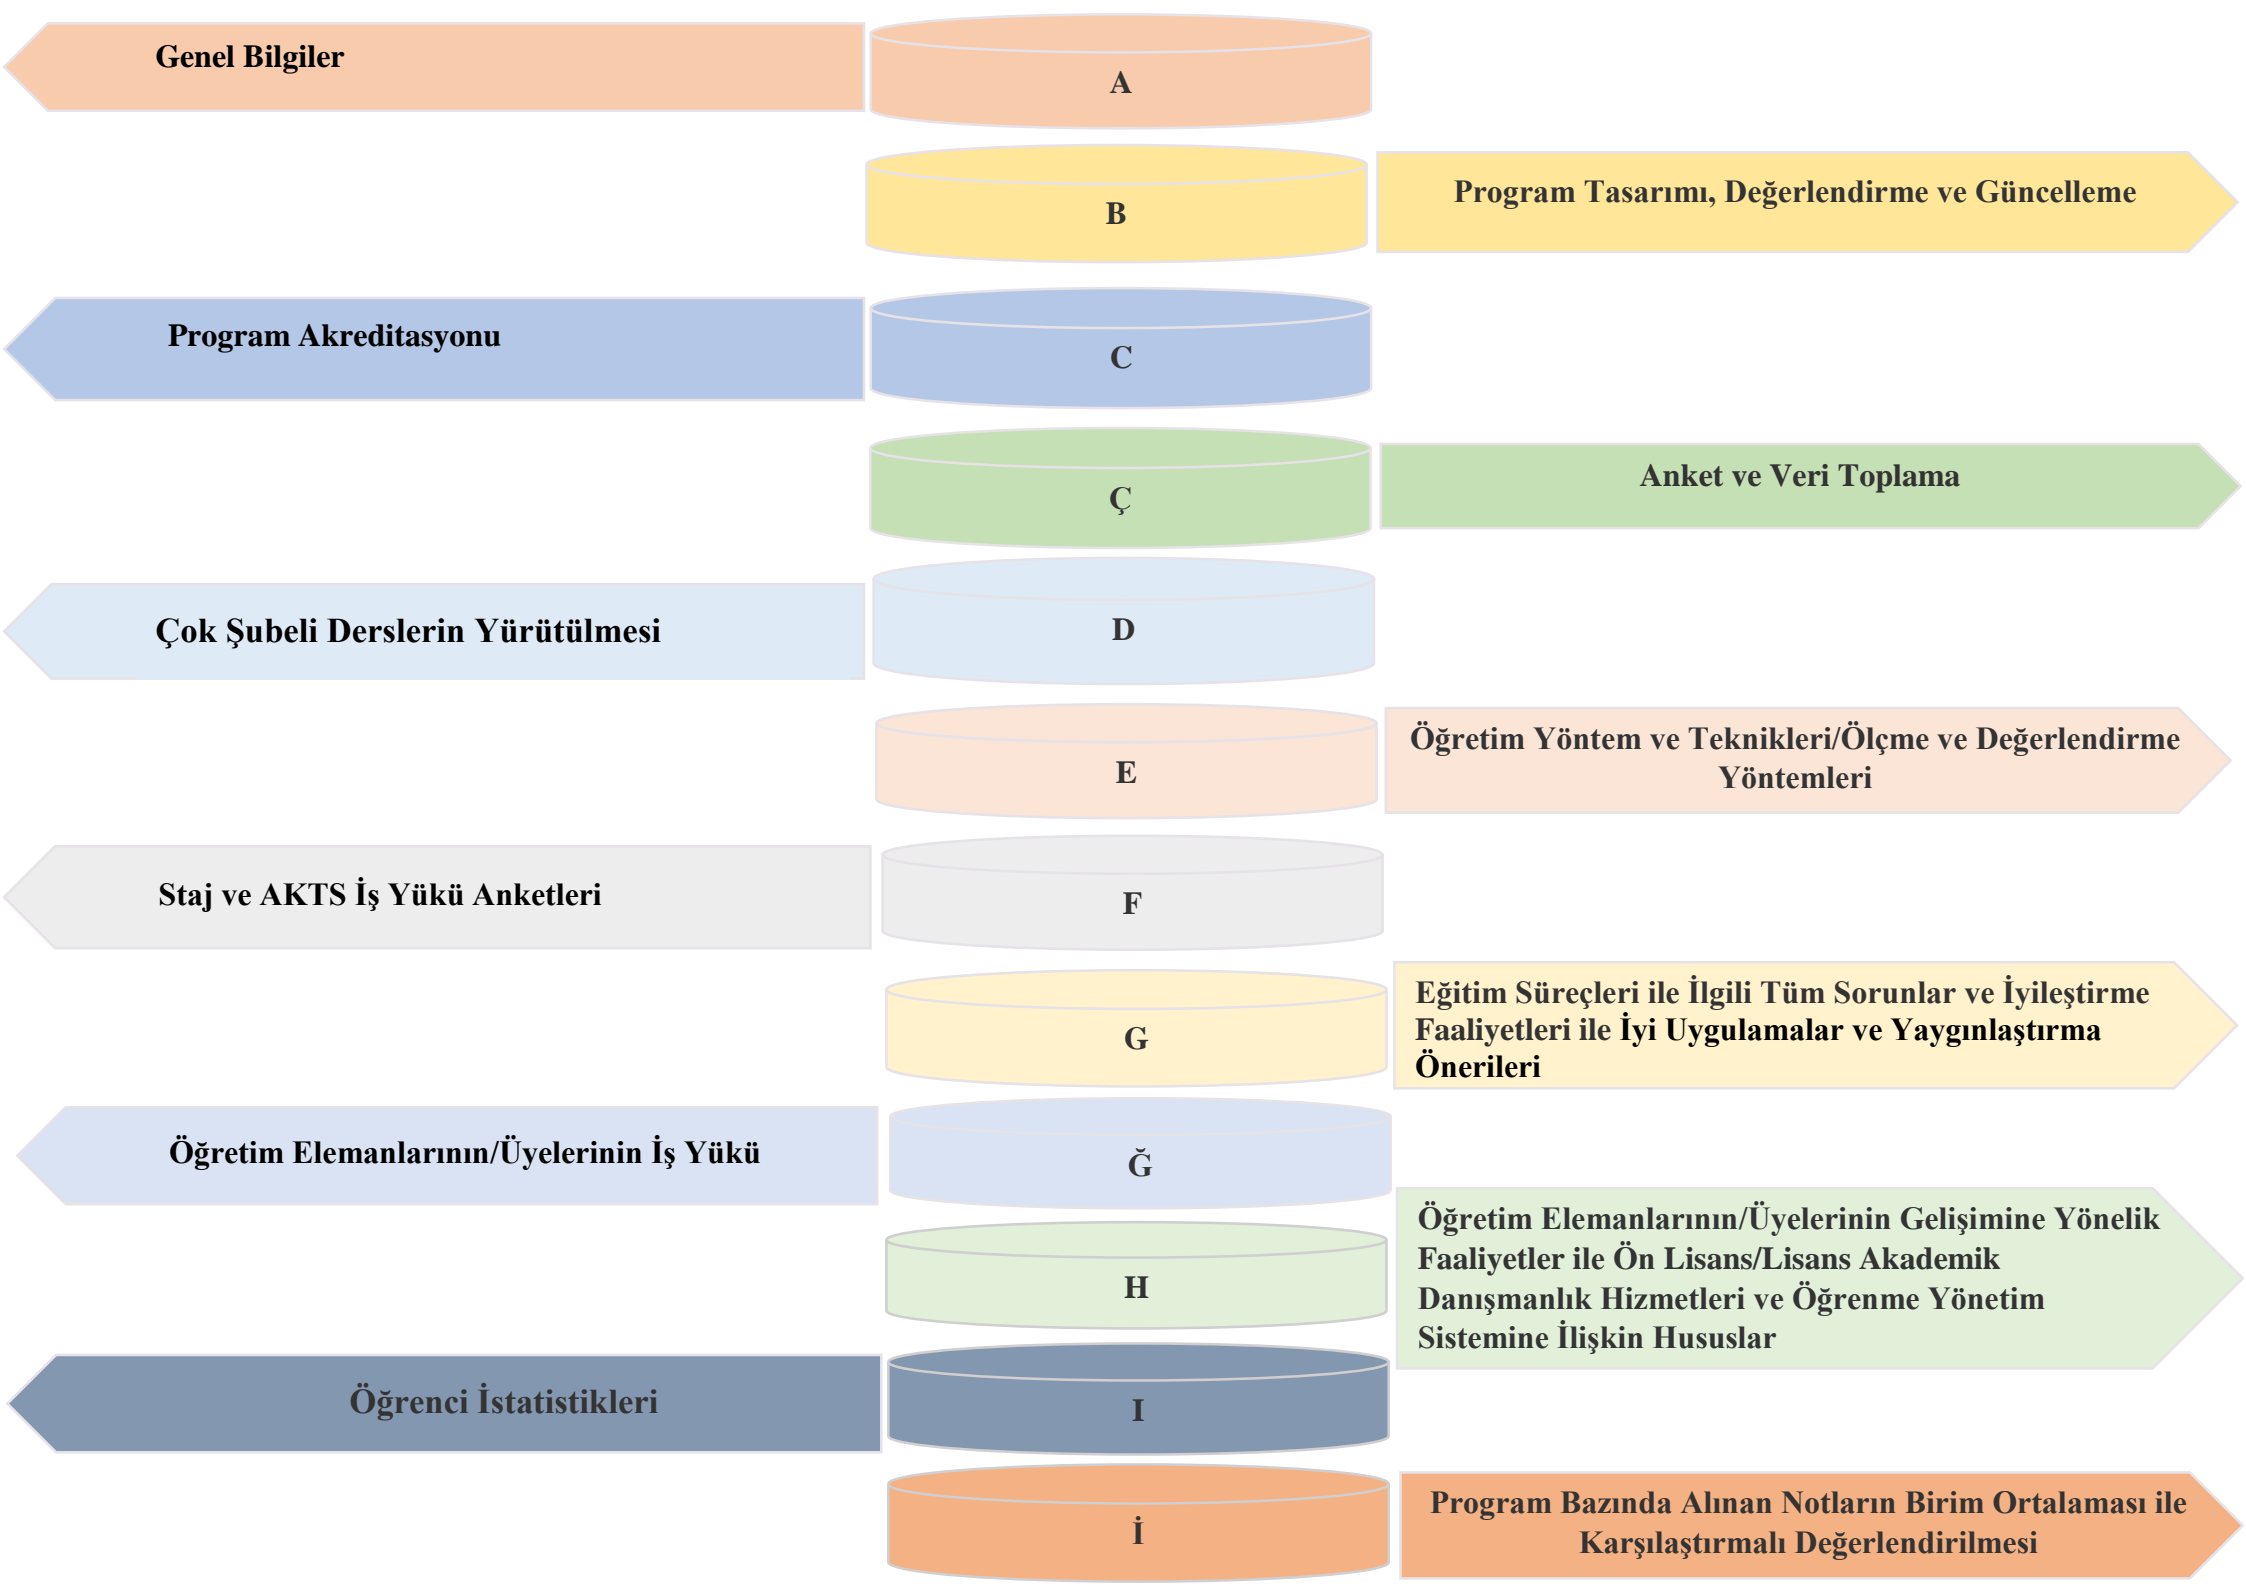 Genel Bilgiler
A
B
Program Tasarımı, Değerlendirme ve Güncelleme
Program Akreditasyonu
C
Ç
Anket ve Veri Toplama
Çok Şubeli Derslerin Yürütülmesi
D
E
Öğretim Yöntem ve Teknikleri/Ölçme ve Değerlendirme
Yöntemleri
Staj ve AKTS İş Yükü Anketleri
F
G
Eğitim Süreçleri ile İlgili Tüm Sorunlar ve İyileştirme
Faaliyetleri ile İyi Uygulamalar ve Yaygınlaştırma
Önerileri
Öğretim Elemanlarının/Üyelerinin İş Yükü
Ğ
H
Öğretim Elemanlarının/Üyelerinin Gelişimine Yönelik
Faaliyetler ile Ön Lisans/Lisans Akademik
Danışmanlık Hizmetleri ve Öğrenme Yönetim
Sistemine İlişkin Hususlar
Öğrenci İstatistikleri
I
İ
Program Bazında Alınan Notların Birim Ortalaması ile
Karşılaştırmalı Değerlendirilmesi